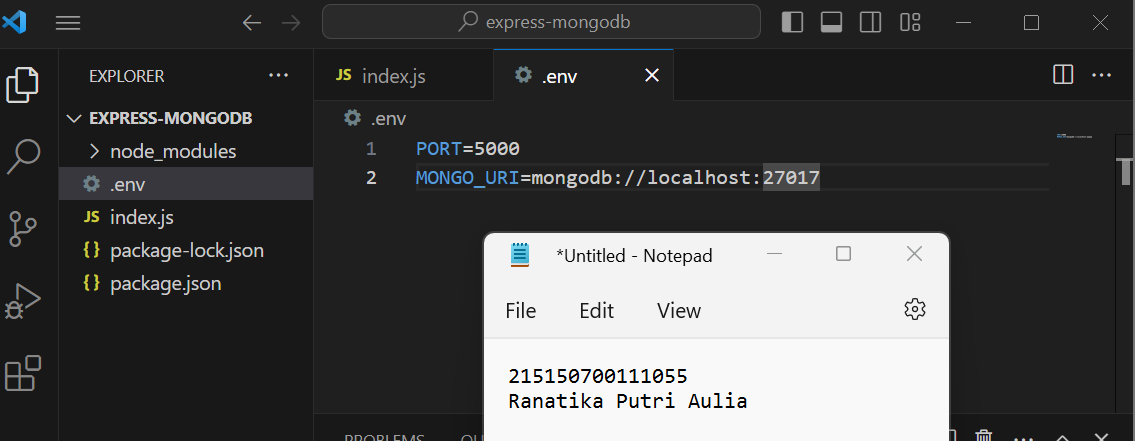 express-mongodb
EXPLORER
EXPRESS-MONGODB
node_modules
.env
JS index.js
{ } package-lock.json
{ } package.json
JS index.js
.env
.env
1 PORT=5000
2 MONGO_URI=mongodb://localhost:27017
*Untitled - Notepad
File Edit View
215150700111055
Ranatika Putri Aulia
PROBLEMS